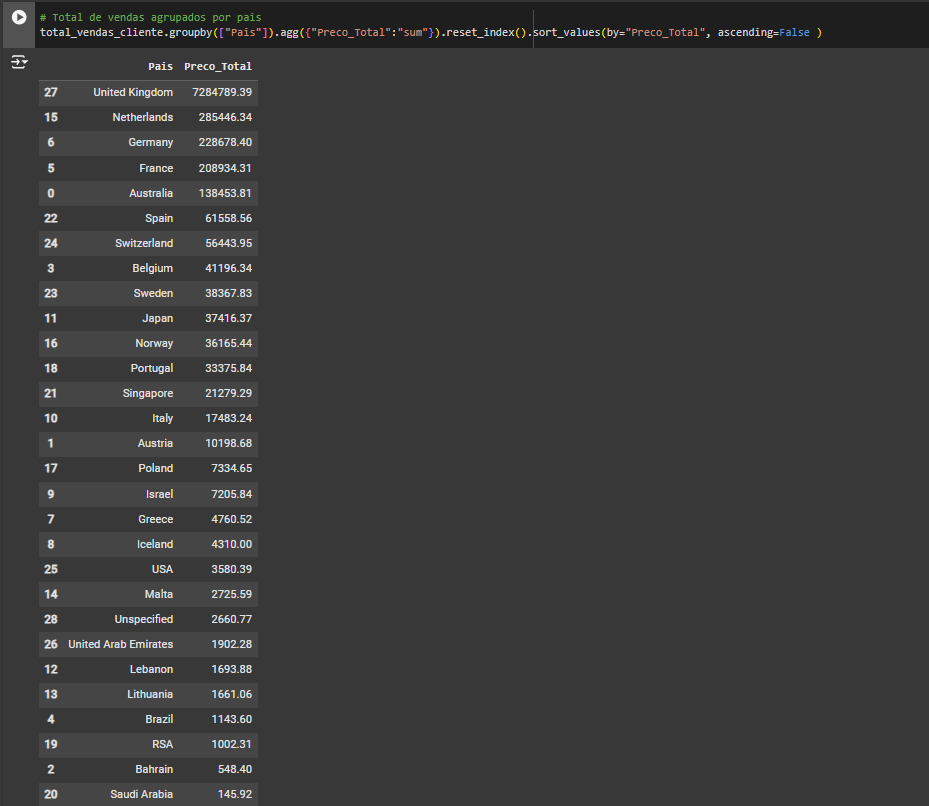 # Total de vendas agrupados por pais
total_vendas_cliente.groupby(["Pais"]).agg({"Preco_Total":"sum"}).reset_index().sort_values(by="Preco_Total", ascending=False )
Pais Preco_Total
27 United Kingdom 7284789.39
15 Netherlands 285446.34
6 Germany 228678.40
5 France 208934.31
0 Australia 138453.81
22 Spain 61558.56
24 Switzerland 56443.95
3 Belgium 41196.34
23 Sweden 38367.83
11 Japan 37416.37
16 Norway 36165.44
18 Portugal 33375.84
21 Singapore 21279.29
10 Italy 17483.24
1 Austria 10198.68
17 Poland 7334.65
9 Israel 7205.84
7 Greece 4760.52
8 Iceland 4310.00
25 USA 3580.39
14 Malta 2725.59
28 Unspecified 2660.77
26 United Arab Emirates 1902.28
12 Lebanon 1693.88
13 Lithuania 1661.06
4 Brazil 1143.60
19 RSA 1002.31
2 Bahrain 548.40
20 Saudi Arabia 145.92